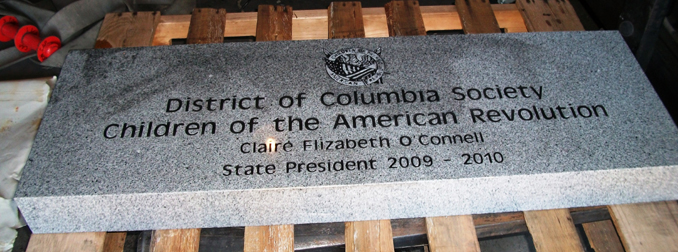 District of Columbia Society
Children of the American Revolution
Claire Elizabeth O'Connell
State President 2009 - 2010